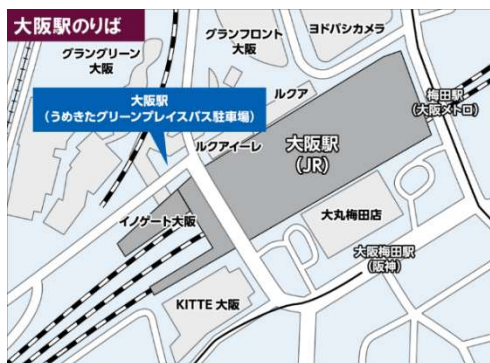 大阪駅のりば
グラングリーン
大阪
グランフロント
大阪
ヨドバシカメラ
大阪駅
（うめきたグリーンプレイスバス駐車場）
ルクア
梅田駅
（大阪メトロ）
ルクアイーレ
大阪駅
（JR）
イノゲート大阪
大丸梅田店
大阪梅田駅
（阪神）
KITTE 大阪